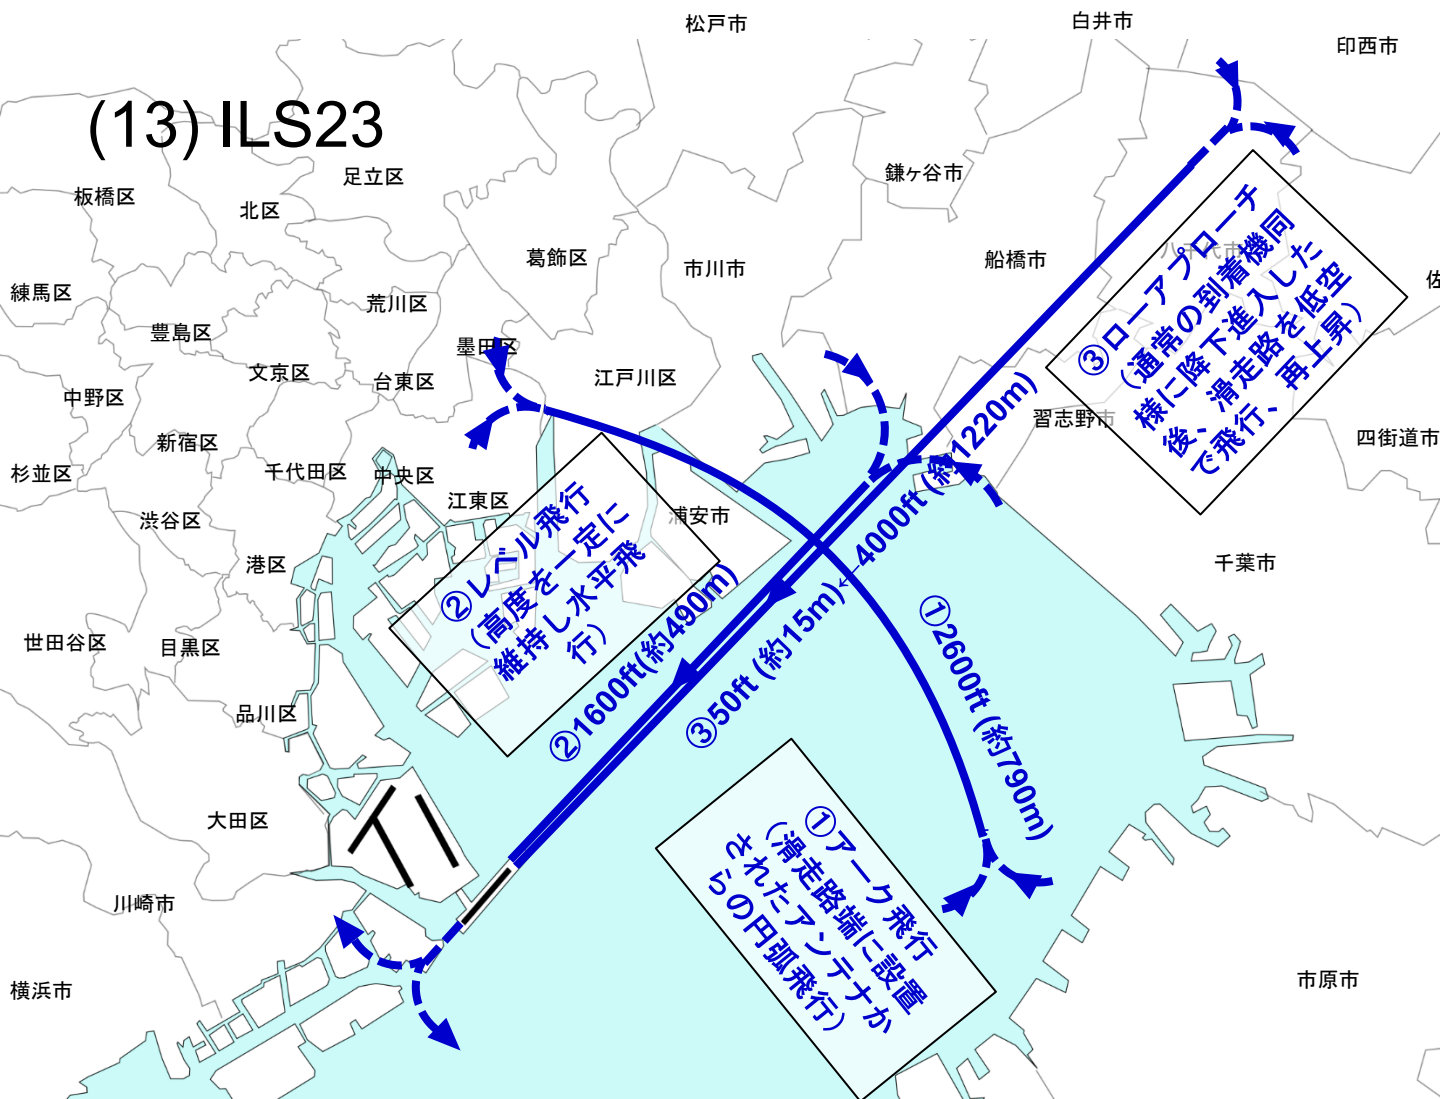 松戸市
白井市
印西市
(13) ILS23
足立区
鎌ヶ谷市
板橋区
北区
葛飾区
市川市
船橋市
八千代市
佐
練馬区
荒川区
豊島区
墨田区
文京区
台東区
江戸川区
中野区
習志野市
四街道市
新宿区
杉並区
千代田区
中央区
江東区
浦安市
渋谷区
港区
千葉市
世田谷区
目黒区
品川区
大田区
川崎市
横浜市
市原市
③ローアプローチ
（通常の到着機同
様に降下進入した
後、滑走路を低空
で飛行、再上昇）
②レベル飛行
（高度を一定に
維持し水平飛
行）
②1600ft(約490m)
③50ft (約15m)←4000ft (約1220m)
①2600ft (約790m)
①アーク飛行
（滑走路端に設置
されたアンテナか
らの円弧飛行）